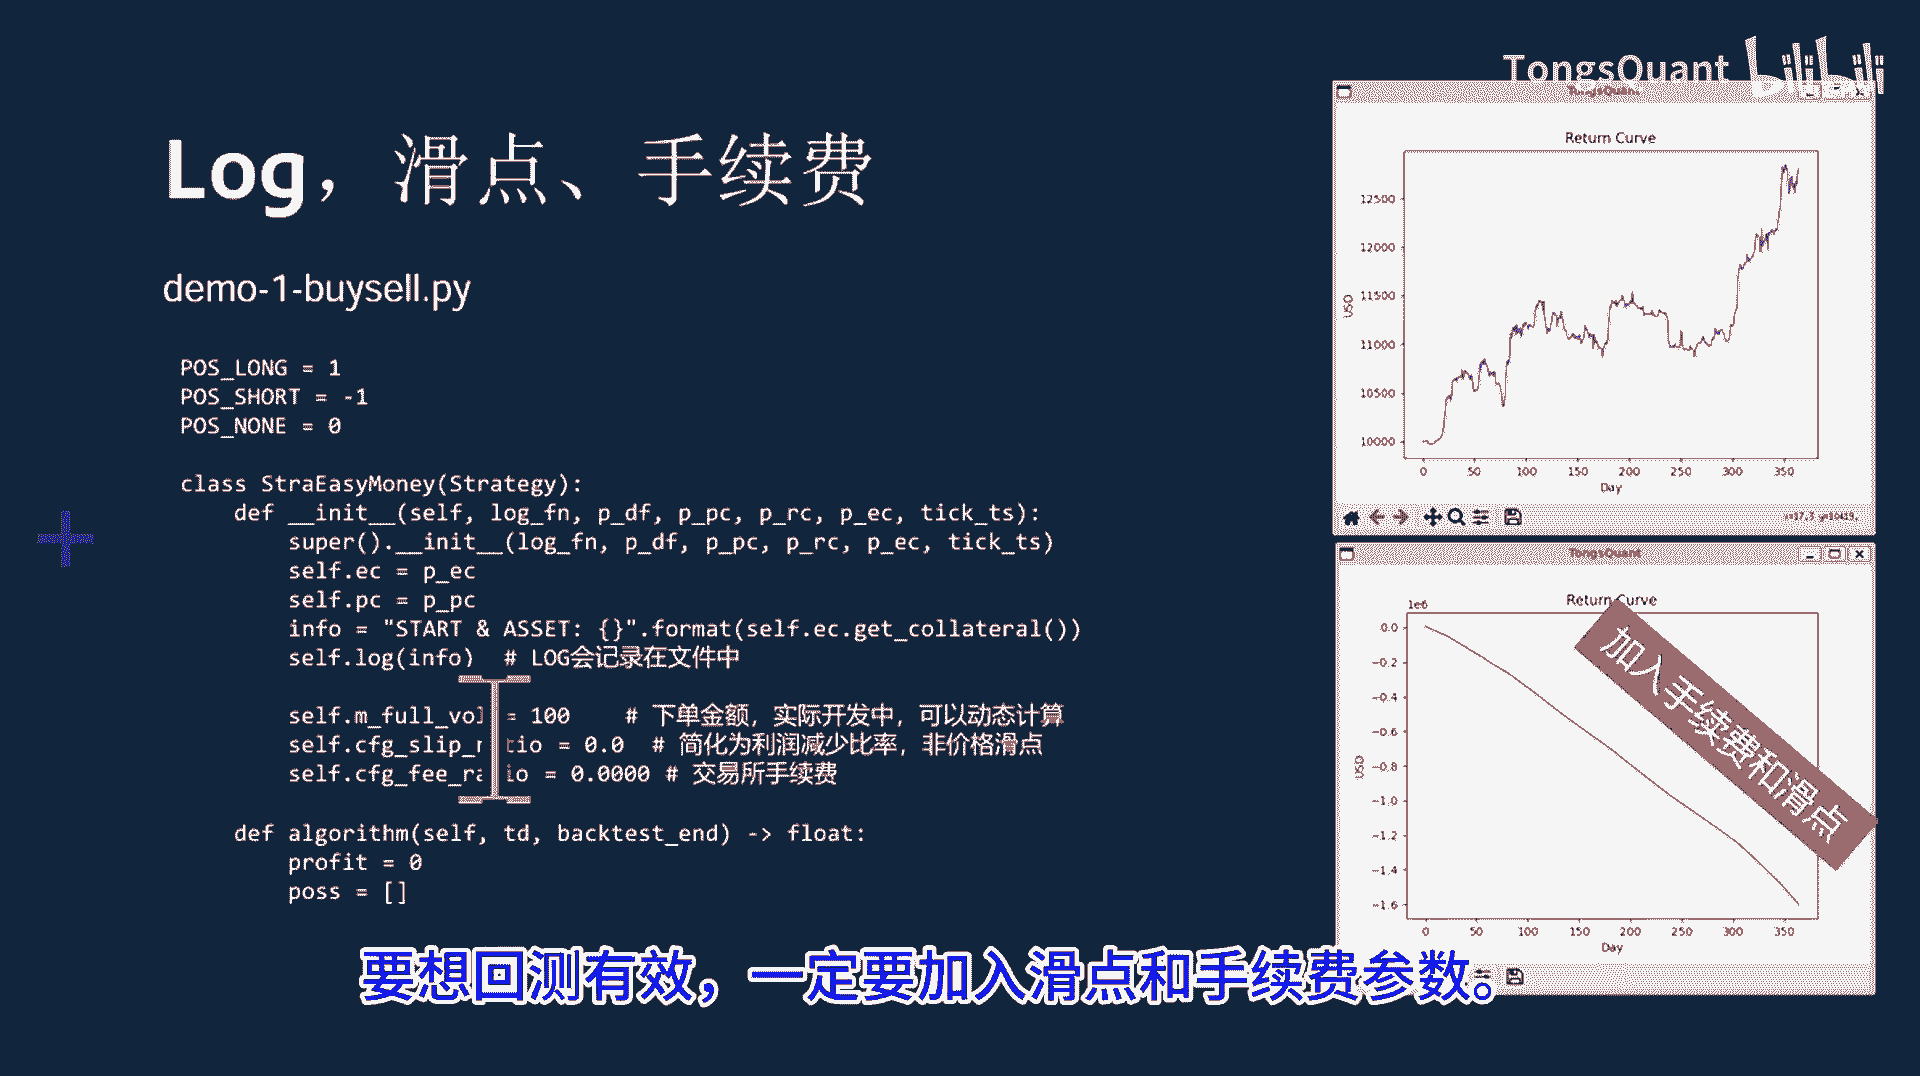 TongsQuant bilibili
Log，滑点、手续费
demo-1-buysell.py
POS_LONG = 1
POS_SHORT = -1
POS_NONE = 0
class StraEasyMoney(Strategy):
def __init__(self, log_fn, p_df, p_pc, p_rc, p_ec, tick_ts):
super().__init__(log_fn, p_df, p_pc, p_rc, p_ec, tick_ts)
self.ec = p_ec
self.pc = p_pc
info = "START & ASSET: {}".format(self.ec.get_collateral())
self.log(info)  # LOG会记录在文件中
self.m_full_vol = 100    # 下单金额，实际开发中，可以动态计算
self.cfg_slip_ratio = 0.0  # 简化为利润减少比率，非价格滑点
self.cfg_fee_ratio = 0.0000 # 交易所手续费
def algorithm(self, td, backtest_end) -> float:
profit = 0
poss = []
TongsQuant
Return Curve
12500
12000
11500
11000
10500
10000
USD
0 50 100 150 200 250 300 350
Day
TongsQuant
Return Curve
1e6
0.0
−0.2
−0.4
−0.6
−0.8
−1.0
−1.2
−1.4
−1.6
USD
0 50 100 150 200 250 300 350
Day
加入手续费和滑点
要想回测有效，一定要加入滑点和手续费参数。